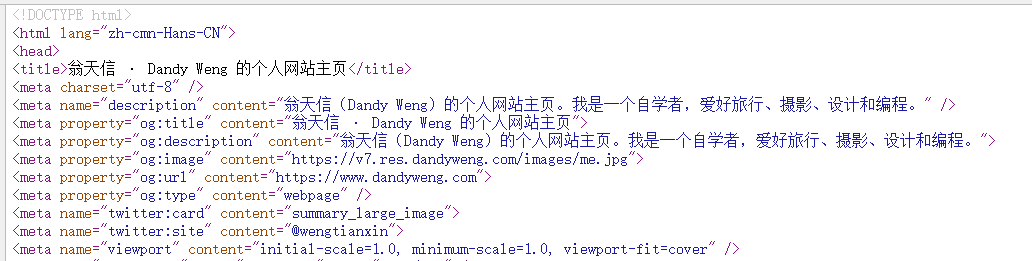 <!DOCTYPE html>
<html lang="zh-cmn-Hans-CN">
<head>
<title>翁天信 · Dandy Weng 的个人网站主页</title>
<meta charset="utf-8" />
<meta name="description" content="翁天信（Dandy Weng）的个人网站主页。我是一个自学者，爱好旅行、摄影、设计和编程。" />
<meta property="og:title" content="翁天信 · Dandy Weng 的个人网站主页">
<meta property="og:description" content="翁天信（Dandy Weng）的个人网站主页。我是一个自学者，爱好旅行、摄影、设计和编程。">
<meta property="og:image" content="https://v7.res.dandyweng.com/images/me.jpg">
<meta property="og:url" content="https://www.dandyweng.com">
<meta property="og:type" content="webpage" />
<meta name="twitter:card" content="summary_large_image">
<meta name="twitter:site" content="@wengtianxin">
<meta name="viewport" content="initial-scale=1.0, minimum-scale=1.0, viewport-fit=cover" />